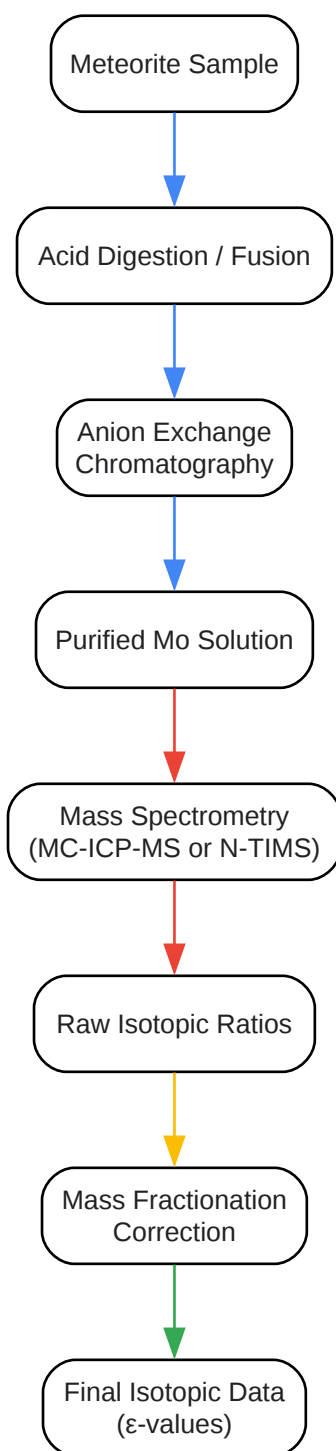 Meteorite Sample
Acid Digestion / Fusion
Anion Exchange
Chromatography
Purified Mo Solution
Mass Spectrometry
(MC-ICP-MS or N-TIMS)
Raw Isotopic Ratios
Mass Fractionation
Correction
Final Isotopic Data
(ε-values)